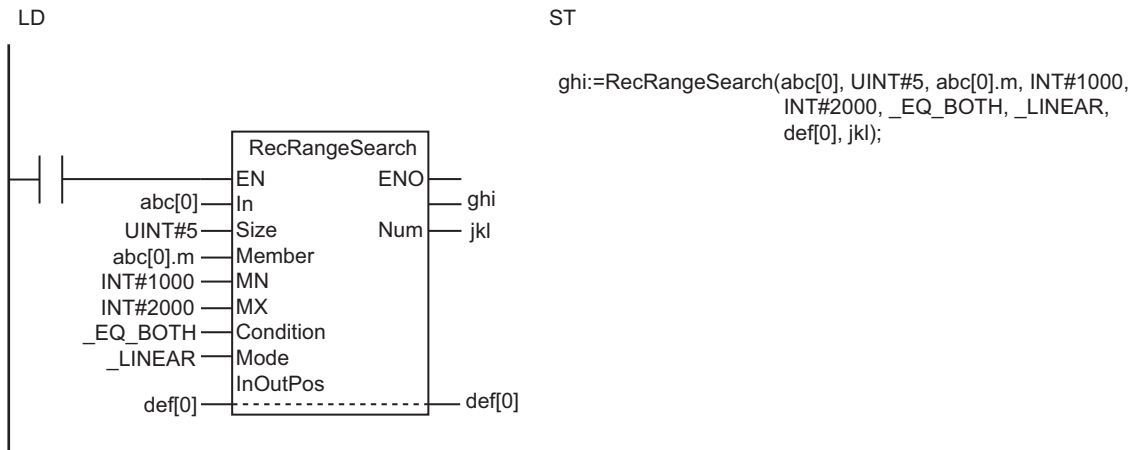 LD
ST
ghi:=RecRangeSearch(abc[0], UINT#5, abc[0].m, INT#1000,
INT#2000, _EQ_BOTH, _LINEAR,
def[0], jkl);
RecRangeSearch
EN ENO
abc[0] In ghi
UINT#5 Size Num jkl
abc[0].m Member
INT#1000 MN
INT#2000 MX
_EQ_BOTH Condition
_LINEAR Mode
InOutPos
def[0] def[0]